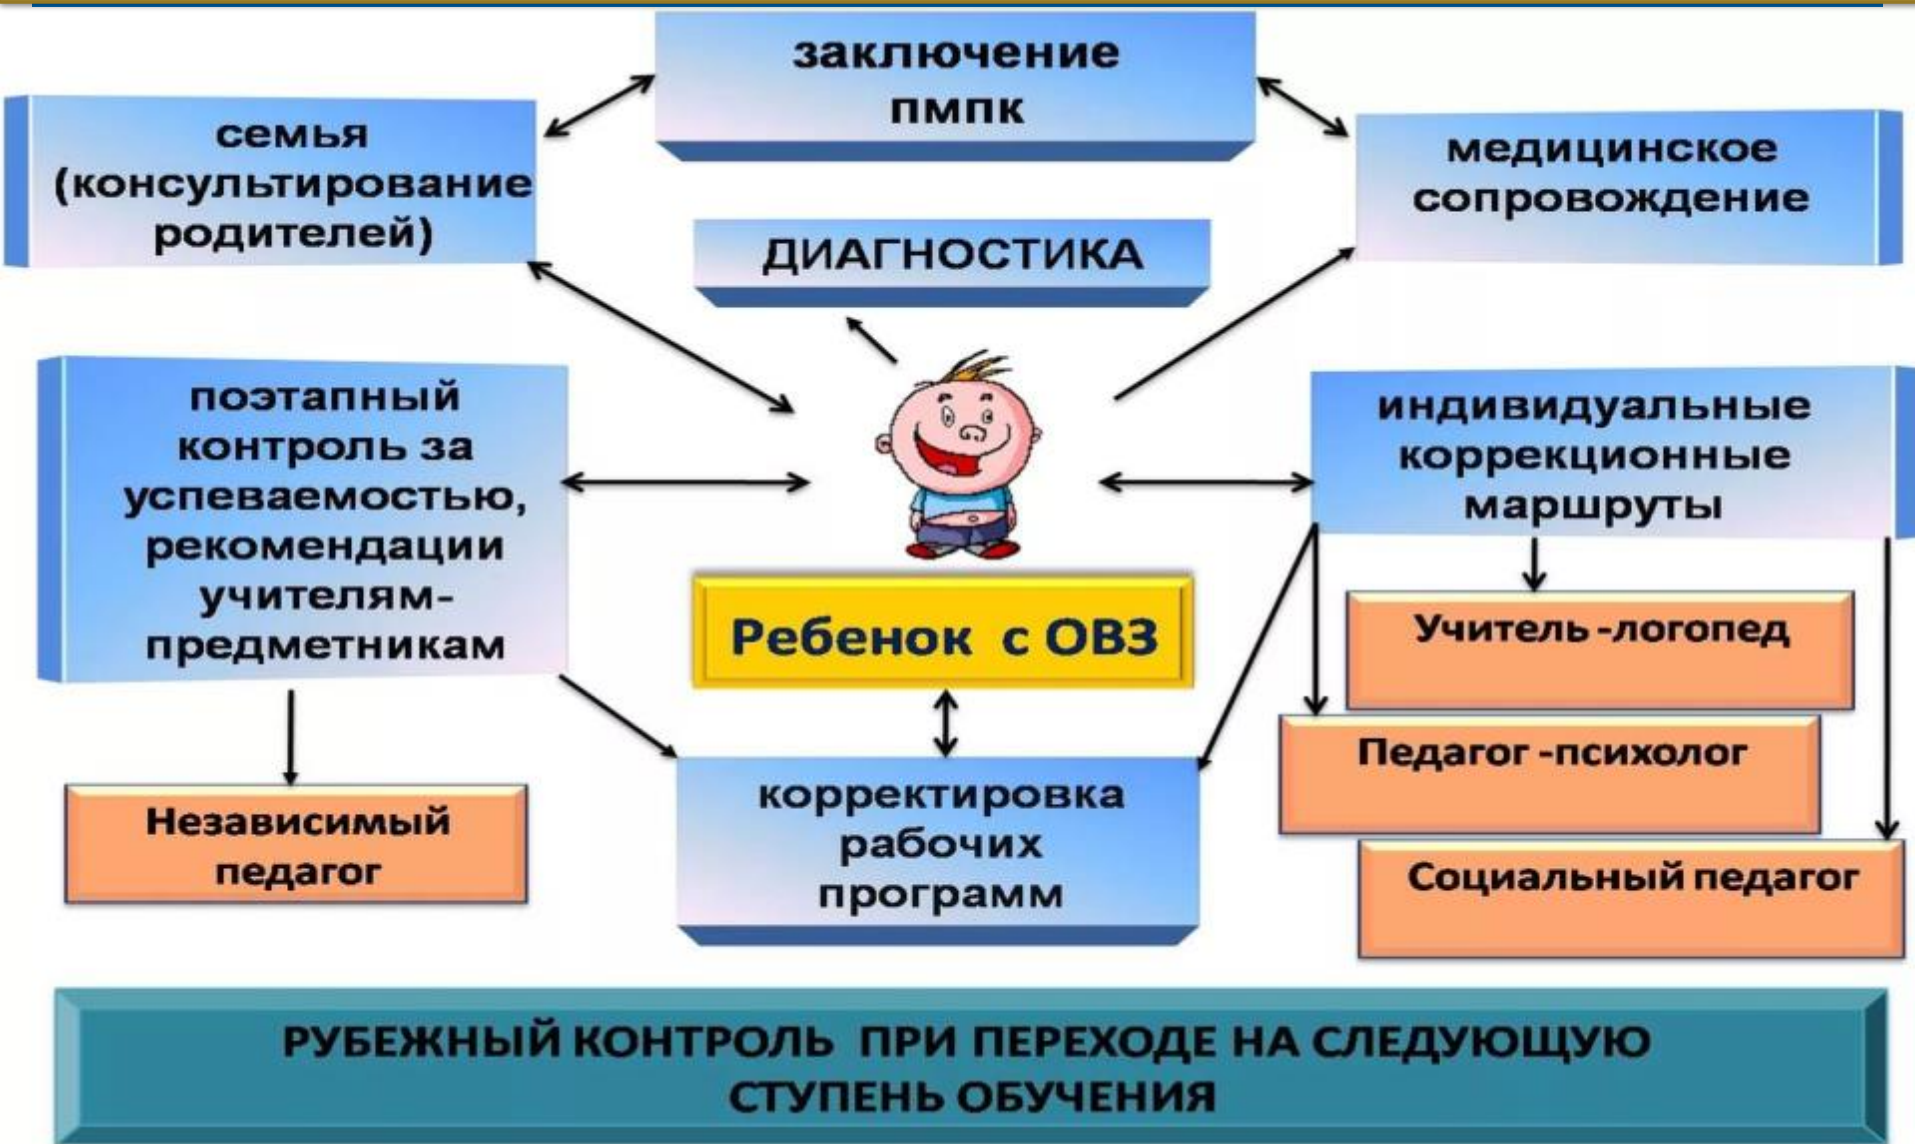 заключение
пмпк
семья
(консультирование
родителей)
медицинское
сопровождение
ДИАГНОСТИКА
поэтапный
контроль за
успеваемостью,
рекомендации
учителям-
предметникам
индивидуальные
коррекционные
маршруты
Ребенок с ОВЗ
Учитель -логопед
Педагог -психолог
Социальный педагог
Независимый
педагог
корректировка
рабочих
программ
РУБЕЖНЫЙ КОНТРОЛЬ ПРИ ПЕРЕХОДЕ НА СЛЕДУЮЩУЮ
СТУПЕНЬ ОБУЧЕНИЯ